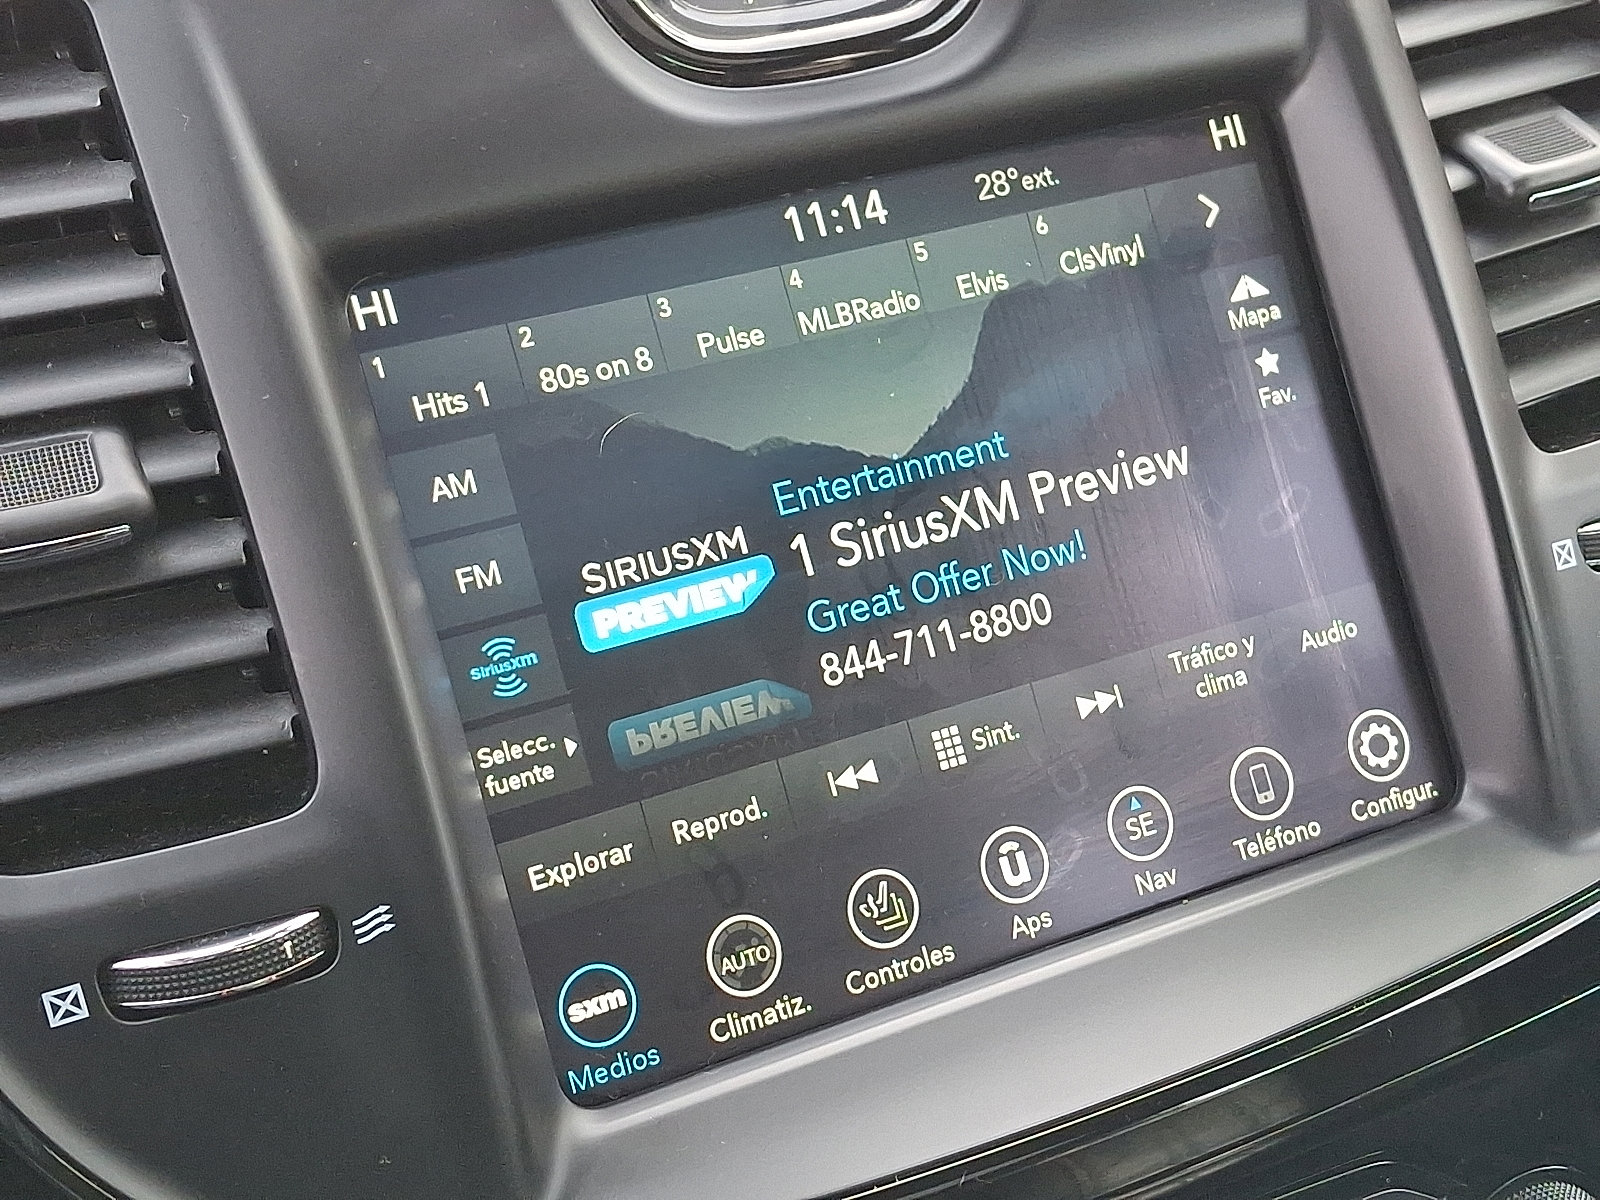 HI
11:14
28° ext.
HI
1 Hits 1
2 80s on 8
3 Pulse
4 MLBRadio
5 Elvis
6 ClsVinyl
Mapa
Fav.
AM
FM
SiriusXm
Selecc.
fuente
SIRIUSXM
PREVIEW
Entertainment
1 SiriusXM Preview
Great Offer Now!
844-711-8800
Explorar
Reprod.
Sint.
Tráfico y
clima
Audio
sxm
Medios
AUTO
Climatiz.
Controles
Aps
SE
Nav
Teléfono
Configur.